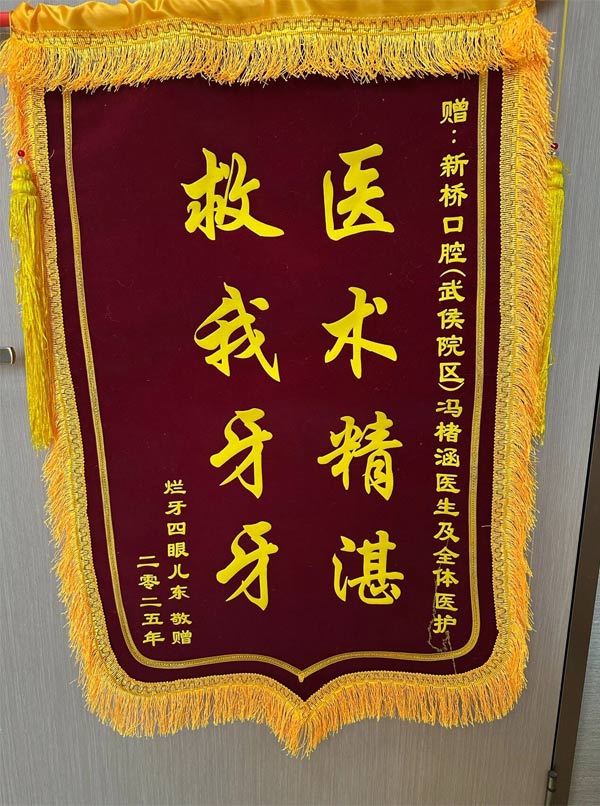 赠：新桥口腔(武侯院区)冯楮涵医生及全体医护
医术精湛
救我牙牙
烂牙四眼儿东 敬赠
二零二五年